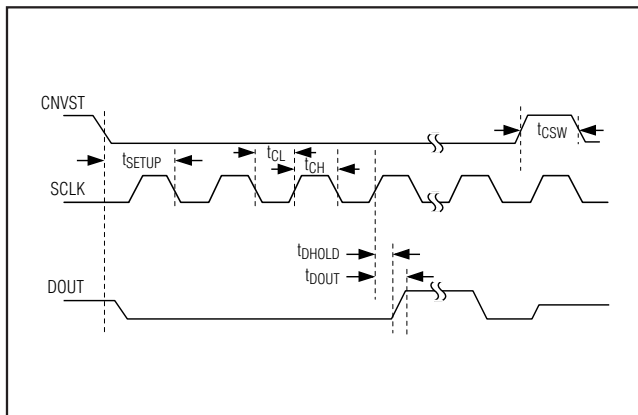 CNVST
tCSW
tSETUP
tCL
tCH
SCLK
tDHOLD
tDOUT
DOUT